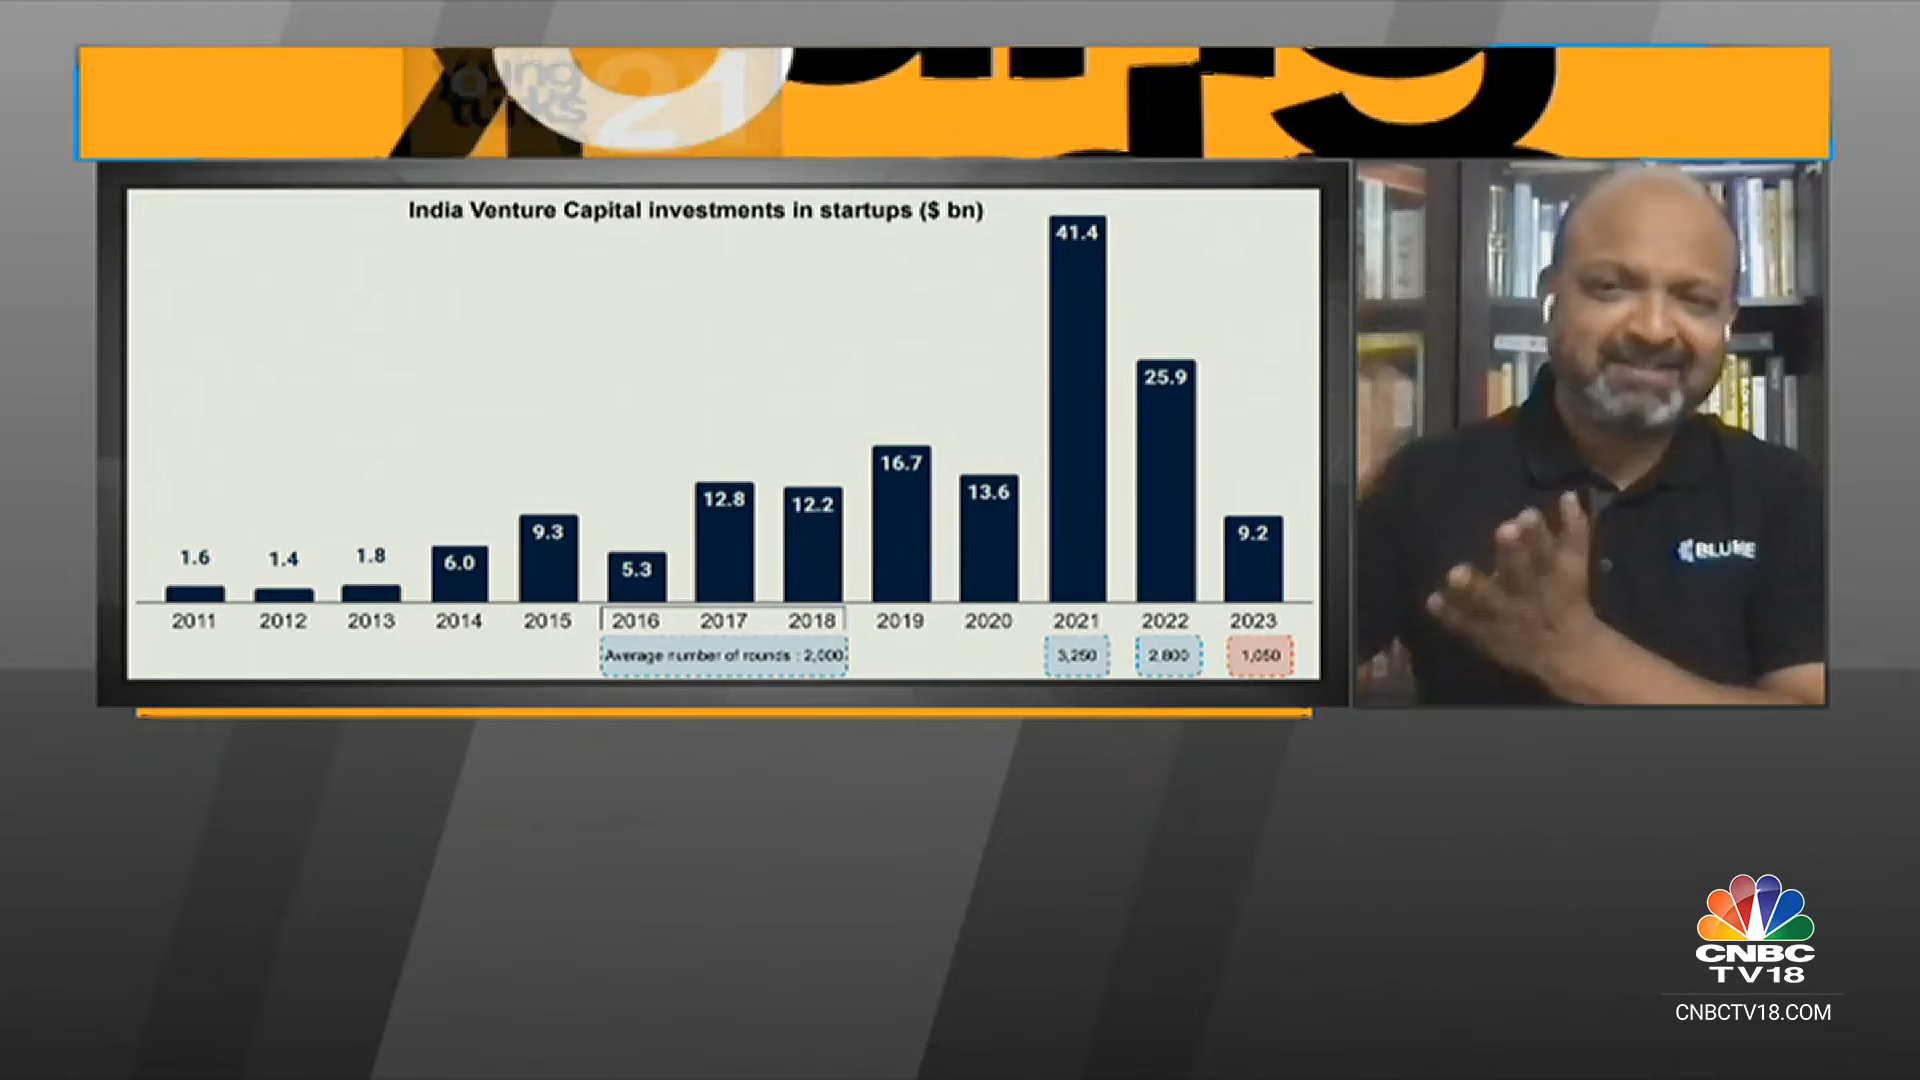 young
turks
21
India Venture Capital investments in startups ($ bn)
41.4
25.9
16.7
13.6
12.8
12.2
9.3
9.2
6.0
5.3
1.6
1.4
1.8
2011 2012 2013 2014 2015 2016 2017 2018 2019 2020 2021 2022 2023
Average number of rounds : 2,000
3,250
2,800
1,050
BLUME
CNBC
TV18
CNBCTV18.COM